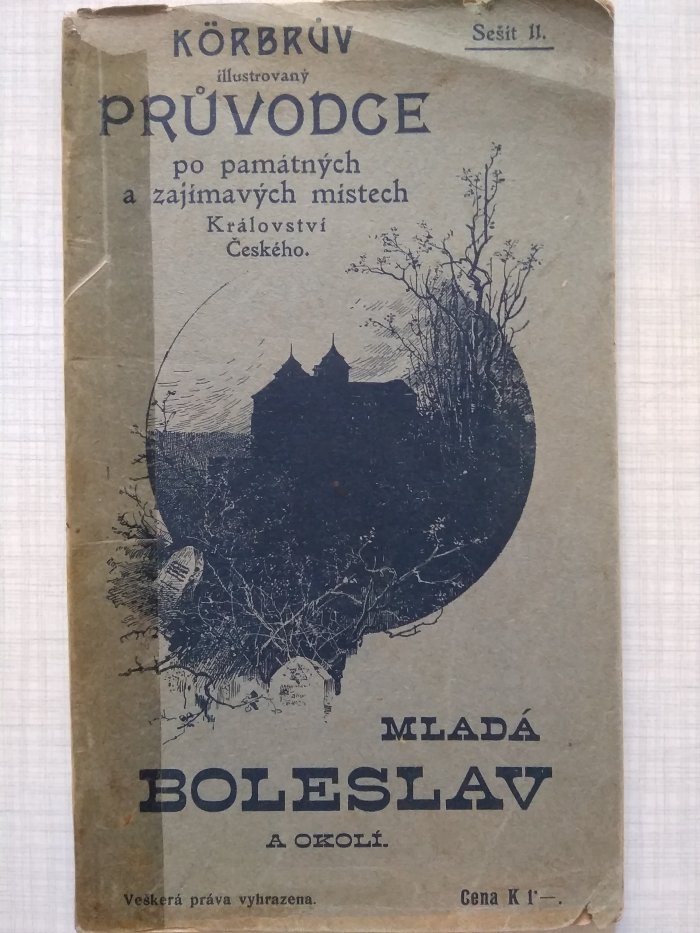 KÖRBRŮV
Sešit 11.
illustrovaný
PRŮVODCE
po památných
a zajímavých místech
Království
Českého.
MLADÁ
BOLESLAV
A OKOLÍ.
Veškerá práva vyhrazena.
Cena K 1·—.